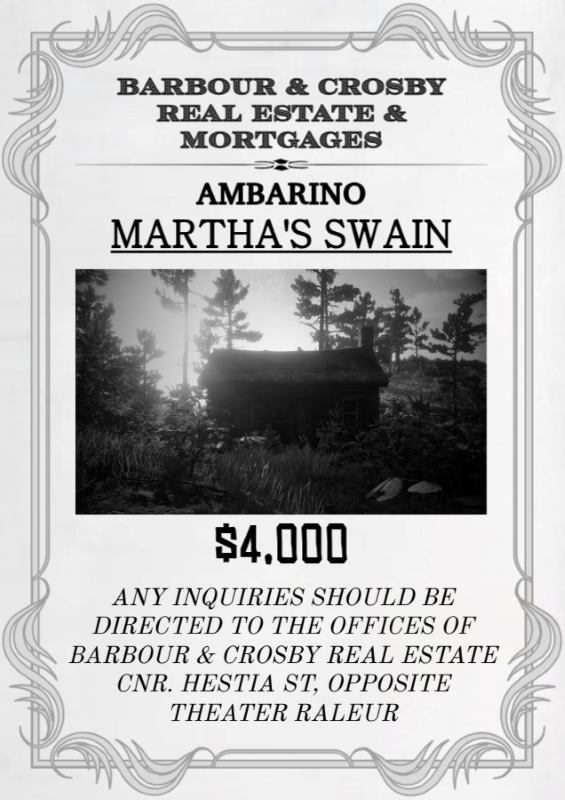 BARBOUR & CROSBY
REAL ESTATE &
MORTGAGES
AMBARINO
MARTHA'S SWAIN
$4,000
ANY INQUIRIES SHOULD BE
DIRECTED TO THE OFFICES OF
BARBOUR & CROSBY REAL ESTATE
CNR. HESTIA ST, OPPOSITE
THEATER RALEUR